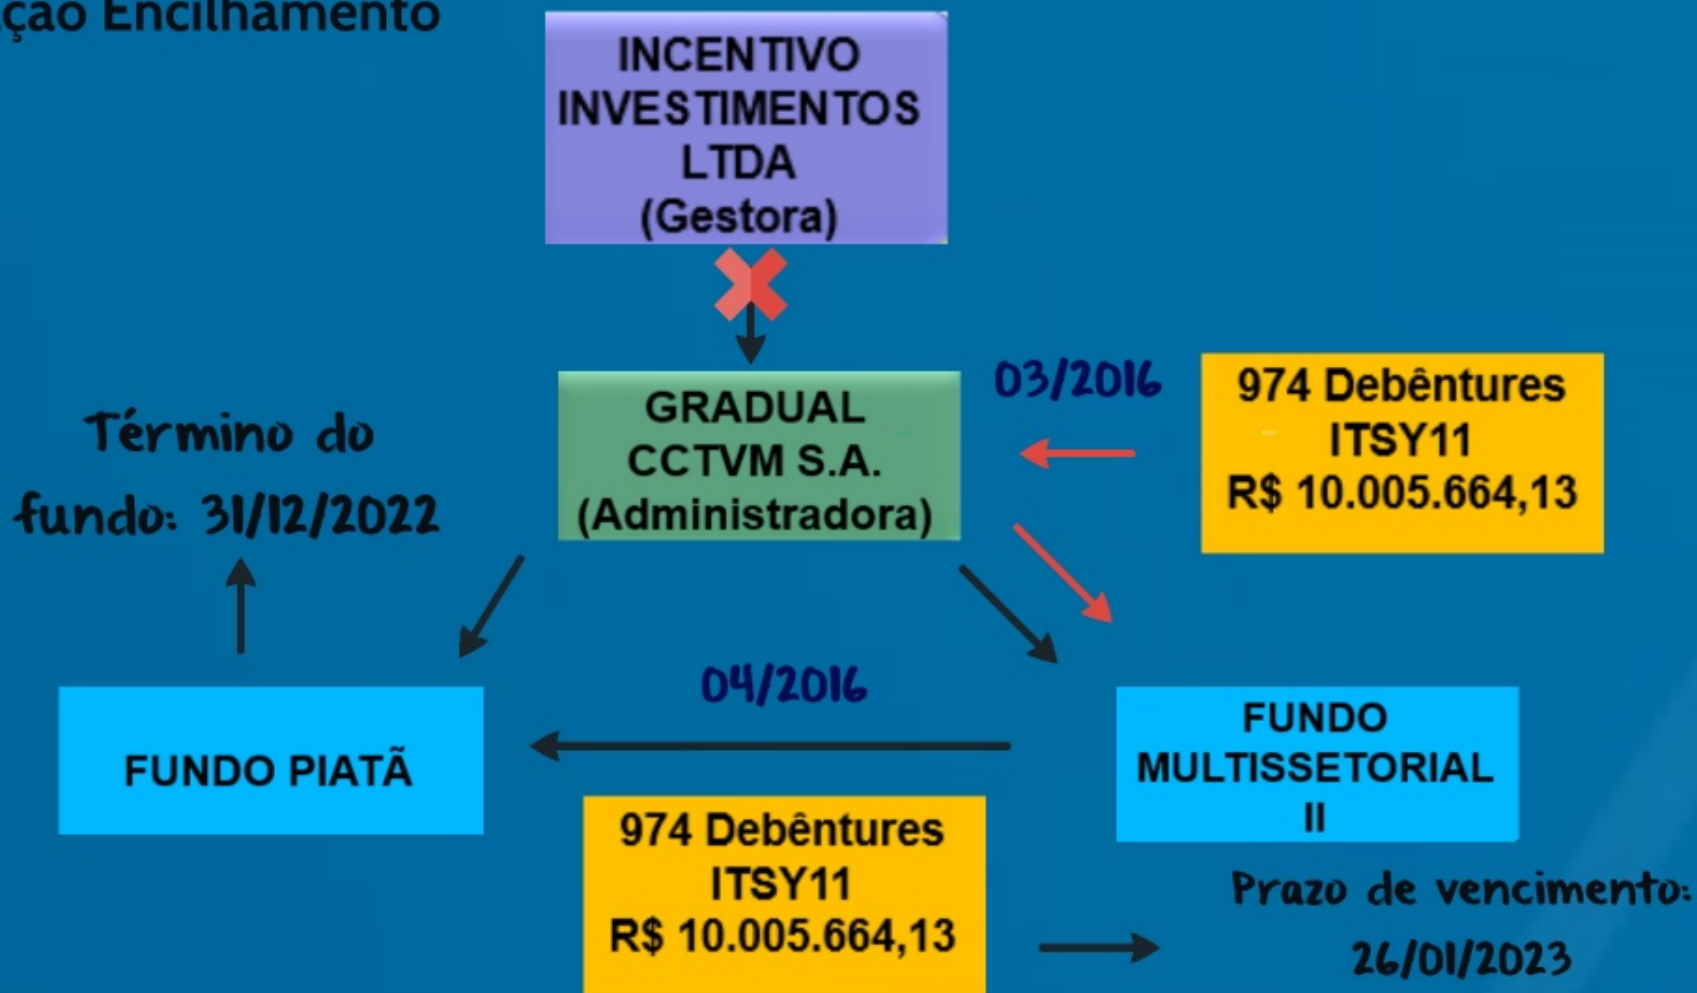 Encilhamento
INCENTIVO
INVESTIMENTOS
LTDA
(Gestora)
GRADUAL
CCTVM S.A.
(Administradora)
03/2016
974 Debêntures
ITSY11
R$ 10.005.664,13
Término do
fundo: 31/12/2022
04/2016
FUNDO PIATÃ
FUNDO
MULTISSETORIAL
II
974 Debêntures
ITSY11
R$ 10.005.664,13
Prazo de vencimento:
26/01/2023